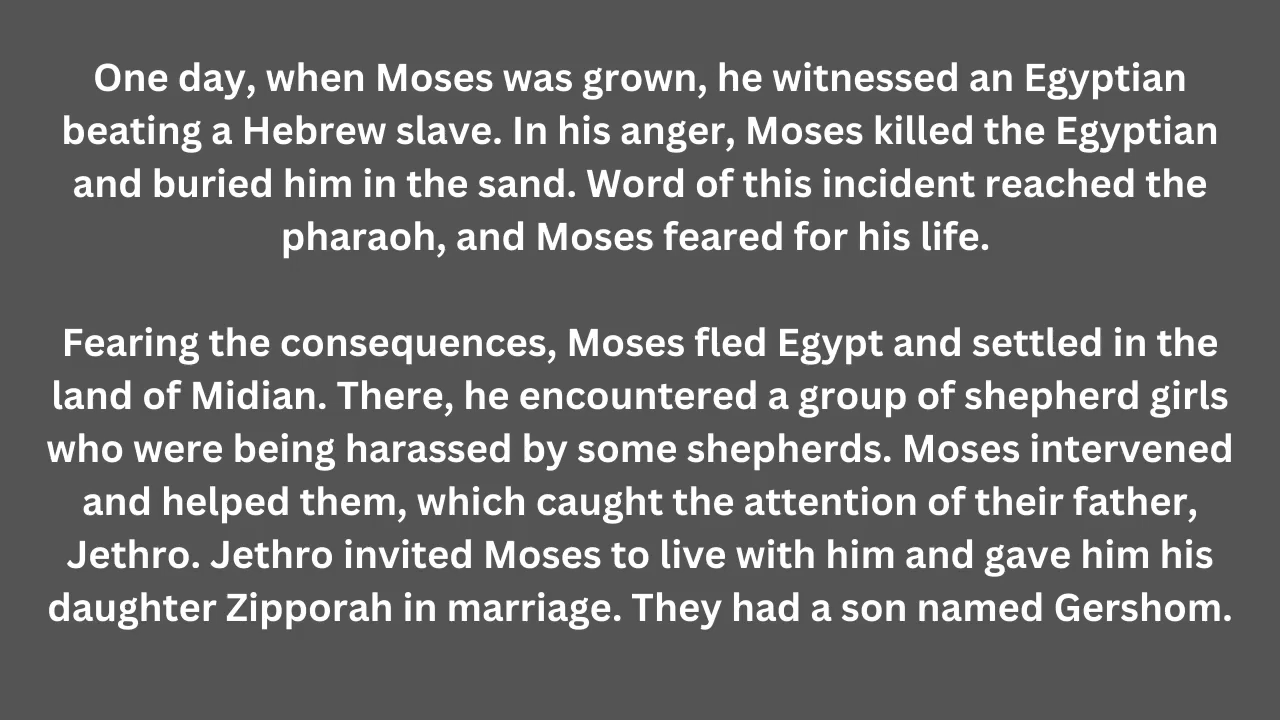 One day, when Moses was grown, he witnessed an Egyptian
beating a Hebrew slave. In his anger, Moses killed the Egyptian
and buried him in the sand. Word of this incident reached the
pharaoh, and Moses feared for his life.
Fearing the consequences, Moses fled Egypt and settled in the
land of Midian. There, he encountered a group of shepherd girls
who were being harassed by some shepherds. Moses intervened
and helped them, which caught the attention of their father,
Jethro. Jethro invited Moses to live with him and gave him his
daughter Zipporah in marriage. They had a son named Gershom.